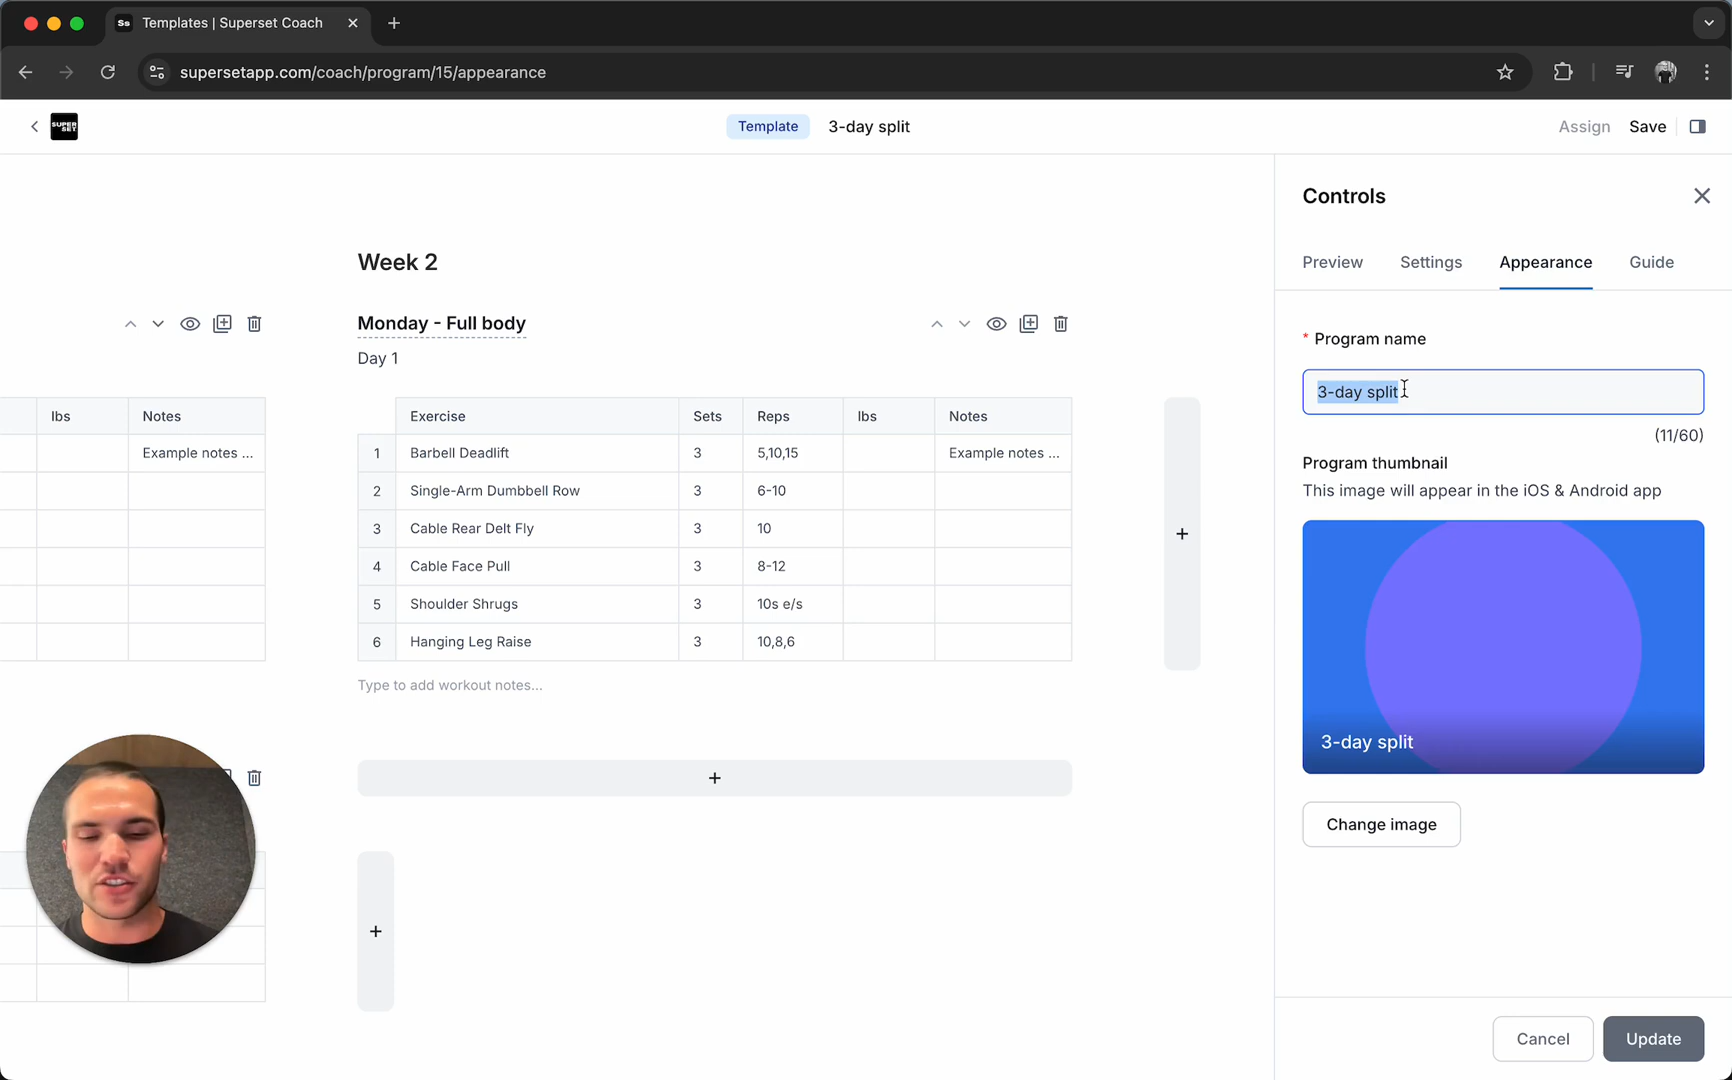 Ss Templates | Superset Coach
supersetapp.com/coach/program/15/appearance
SUPER
SET
Template 3-day split
Assign Save
Week 2
Monday - Full body
Day 1
lbs Notes
Example notes ...
Exercise Sets Reps lbs Notes
1 Barbell Deadlift 3 5,10,15 Example notes ...
2 Single-Arm Dumbbell Row 3 6-10
3 Cable Rear Delt Fly 3 10
4 Cable Face Pull 3 8-12
5 Shoulder Shrugs 3 10s e/s
6 Hanging Leg Raise 3 10,8,6
Type to add workout notes...
Controls
Preview Settings Appearance Guide
* Program name
3-day split
(11/60)
Program thumbnail
This image will appear in the iOS & Android app
3-day split
Change image
Cancel Update